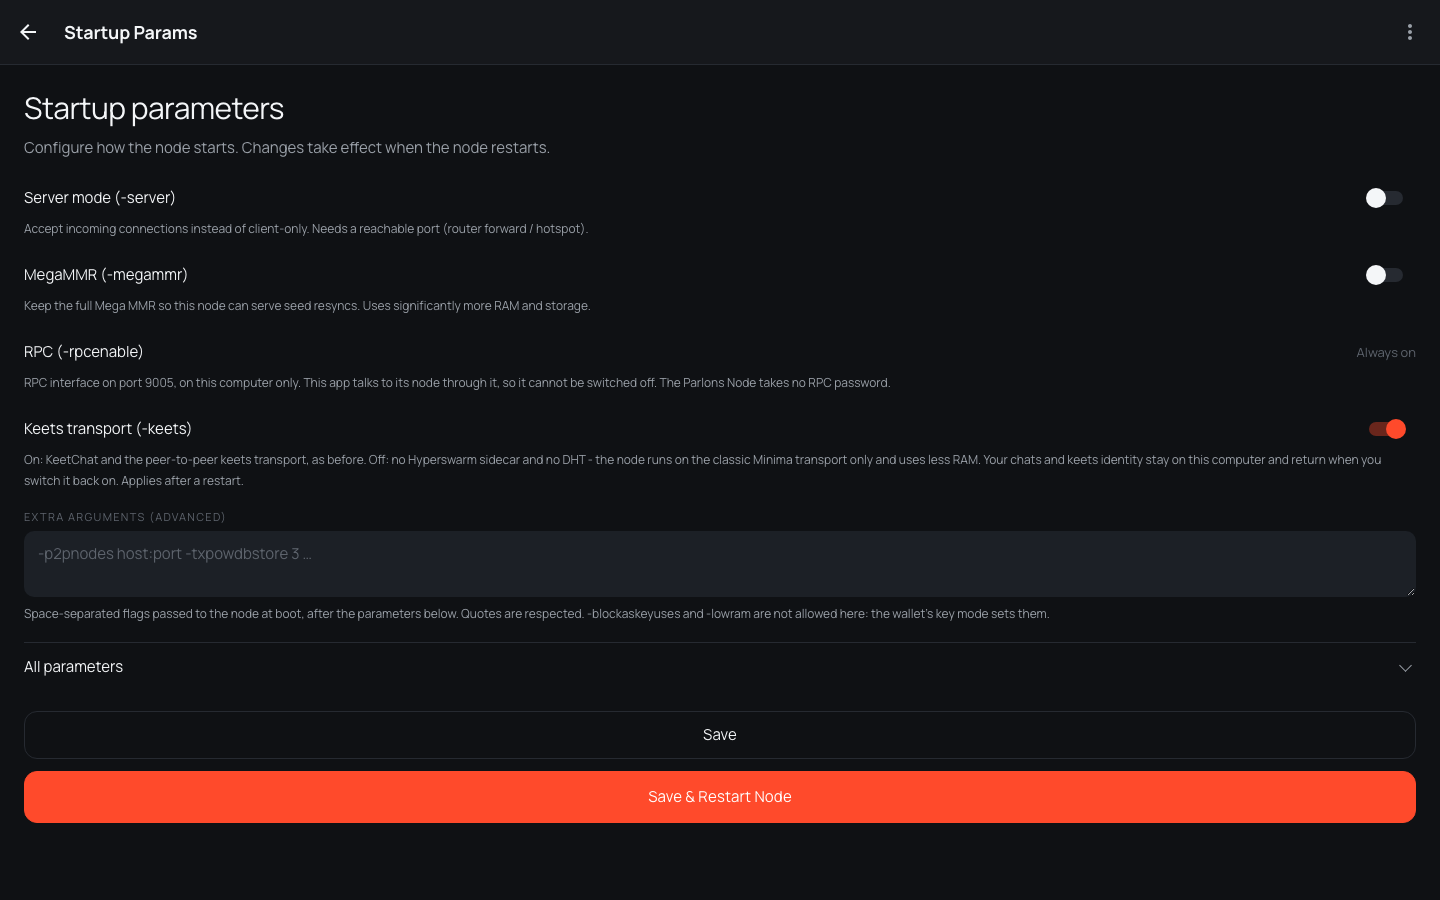 Startup Params
Startup parameters
Configure how the node starts. Changes take effect when the node restarts.
Server mode (-server)
Accept incoming connections instead of client-only. Needs a reachable port (router forward / hotspot).
MegaMMR (-megammr)
Keep the full Mega MMR so this node can serve seed resyncs. Uses significantly more RAM and storage.
RPC (-rpcenable)
Always on
RPC interface on port 9005, on this computer only. This app talks to its node through it, so it cannot be switched off. The Parlons Node takes no RPC password.
Keets transport (-keets)
On: KeetChat and the peer-to-peer keets transport, as before. Off: no Hyperswarm sidecar and no DHT - the node runs on the classic Minima transport only and uses less RAM. Your chats and keets identity stay on this computer and return when you
switch it back on. Applies after a restart.
EXTRA ARGUMENTS (ADVANCED)
-p2pnodes host:port -txpowdbstore 3 ...
Space-separated flags passed to the node at boot, after the parameters below. Quotes are respected. -blockaskeyuses and -lowram are not allowed here: the wallet's key mode sets them.
All parameters
Save
Save & Restart Node